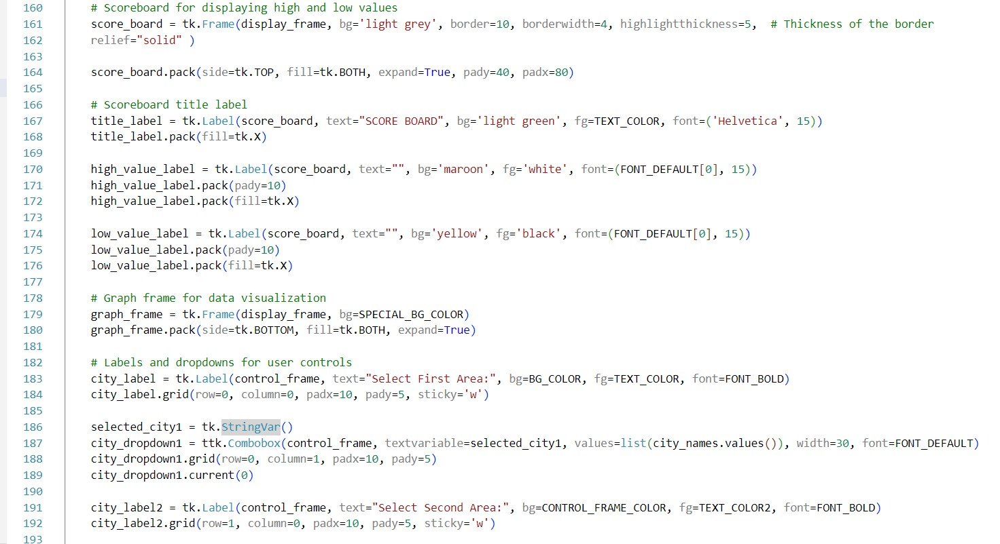 160 # Scoreboard for displaying high and low values
161 score_board = tk.Frame(display_frame, bg='light grey', border=10, borderwidth=4, highlightthickness=5,  # Thickness of the border
162 relief="solid" )
163
164 score_board.pack(side=tk.TOP, fill=tk.BOTH, expand=True, pady=40, padx=80)
165
166 # Scoreboard title label
167 title_label = tk.Label(score_board, text="SCORE BOARD", bg='light green', fg=TEXT_COLOR, font=('Helvetica', 15))
168 title_label.pack(fill=tk.X)
169
170 high_value_label = tk.Label(score_board, text="", bg='maroon', fg='white', font=(FONT_DEFAULT[0], 15))
171 high_value_label.pack(pady=10)
172 high_value_label.pack(fill=tk.X)
173
174 low_value_label = tk.Label(score_board, text="", bg='yellow', fg='black', font=(FONT_DEFAULT[0], 15))
175 low_value_label.pack(pady=10)
176 low_value_label.pack(fill=tk.X)
177
178 # Graph frame for data visualization
179 graph_frame = tk.Frame(display_frame, bg=SPECIAL_BG_COLOR)
180 graph_frame.pack(side=tk.BOTTOM, fill=tk.BOTH, expand=True)
181
182 # Labels and dropdowns for user controls
183 city_label = tk.Label(control_frame, text="Select First Area:", bg=BG_COLOR, fg=TEXT_COLOR, font=FONT_BOLD)
184 city_label.grid(row=0, column=0, padx=10, pady=5, sticky='w')
185
186 selected_city1 = tk.StringVar()
187 city_dropdown1 = ttk.Combobox(control_frame, textvariable=selected_city1, values=list(city_names.values()), width=30, font=FONT_DEFAULT)
188 city_dropdown1.grid(row=0, column=1, padx=10, pady=5)
189 city_dropdown1.current(0)
190
191 city_label2 = tk.Label(control_frame, text="Select Second Area:", bg=CONTROL_FRAME_COLOR, fg=TEXT_COLOR2, font=FONT_BOLD)
192 city_label2.grid(row=1, column=0, padx=10, pady=5, sticky='w')
193